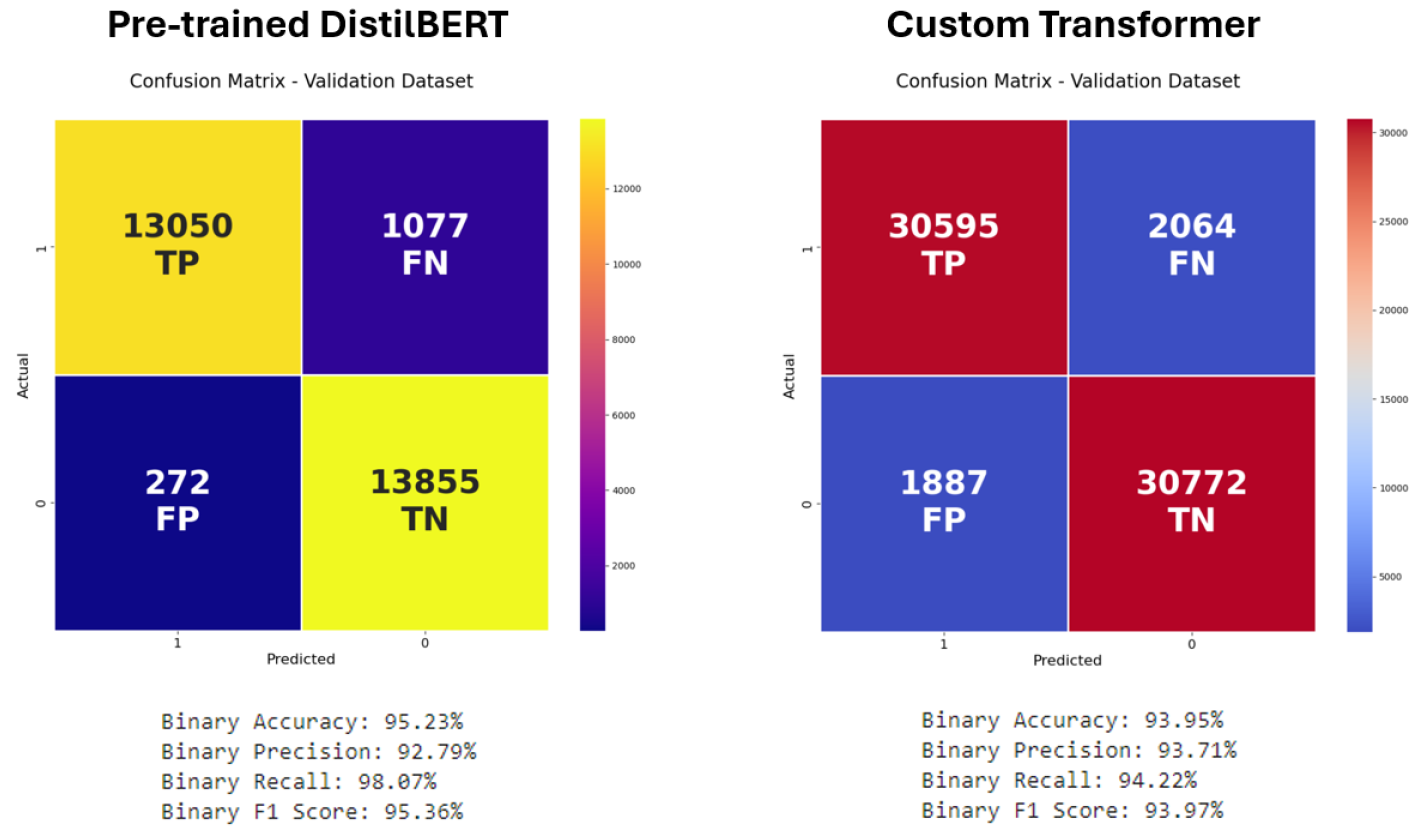 Pre-trained DistilBERT
Confusion Matrix - Validation Dataset
13050
TP
1077
FN
272
FP
13855
TN
1
0
Actual
1
0
Predicted
12000
10000
8000
6000
4000
2000
Binary Accuracy: 95.23%
Binary Precision: 92.79%
Binary Recall: 98.07%
Binary F1 Score: 95.36%
Custom Transformer
Confusion Matrix - Validation Dataset
30595
TP
2064
FN
1887
FP
30772
TN
1
0
Actual
1
0
Predicted
30000
25000
20000
15000
10000
5000
Binary Accuracy: 93.95%
Binary Precision: 93.71%
Binary Recall: 94.22%
Binary F1 Score: 93.97%